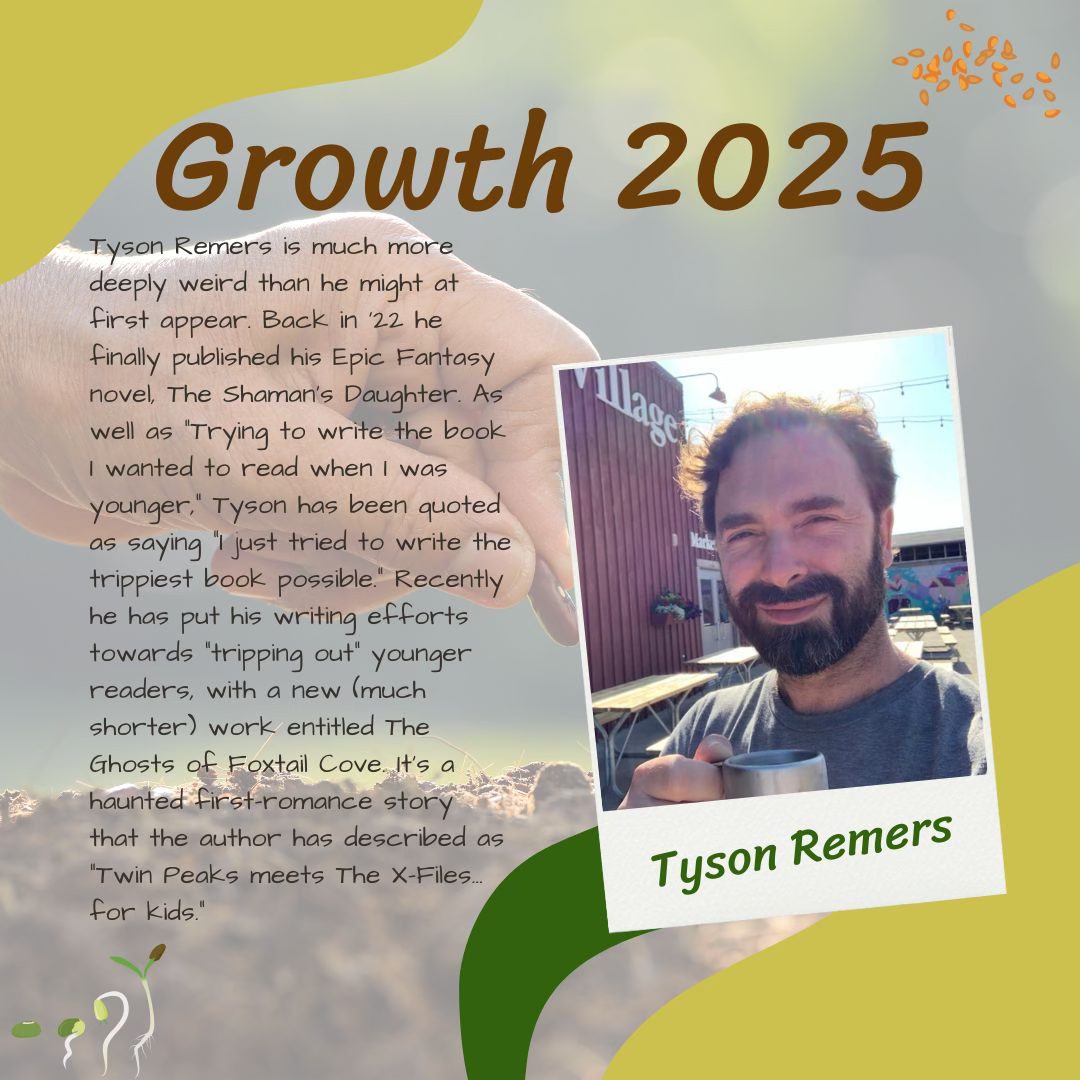 Growth 2025
Tyson Remers is much more
deeply weird than he might at
first appear. Back in '22 he
finally published his Epic Fantasy
novel, The Shaman's Daughter. As
well as "Trying to write the book
I wanted to read when I was
younger," Tyson has been quoted
as saying "I just tried to write the
trippiest book possible." Recently
he has put his writing efforts
towards "tripping out" younger
readers, with a new (much
shorter) work entitled The
Ghosts of Foxtail Cove. It's a
haunted first-romance story
that the author has described as
"Twin Peaks meets The X-Files...
for kids."
Village
Marke
Tyson Remers